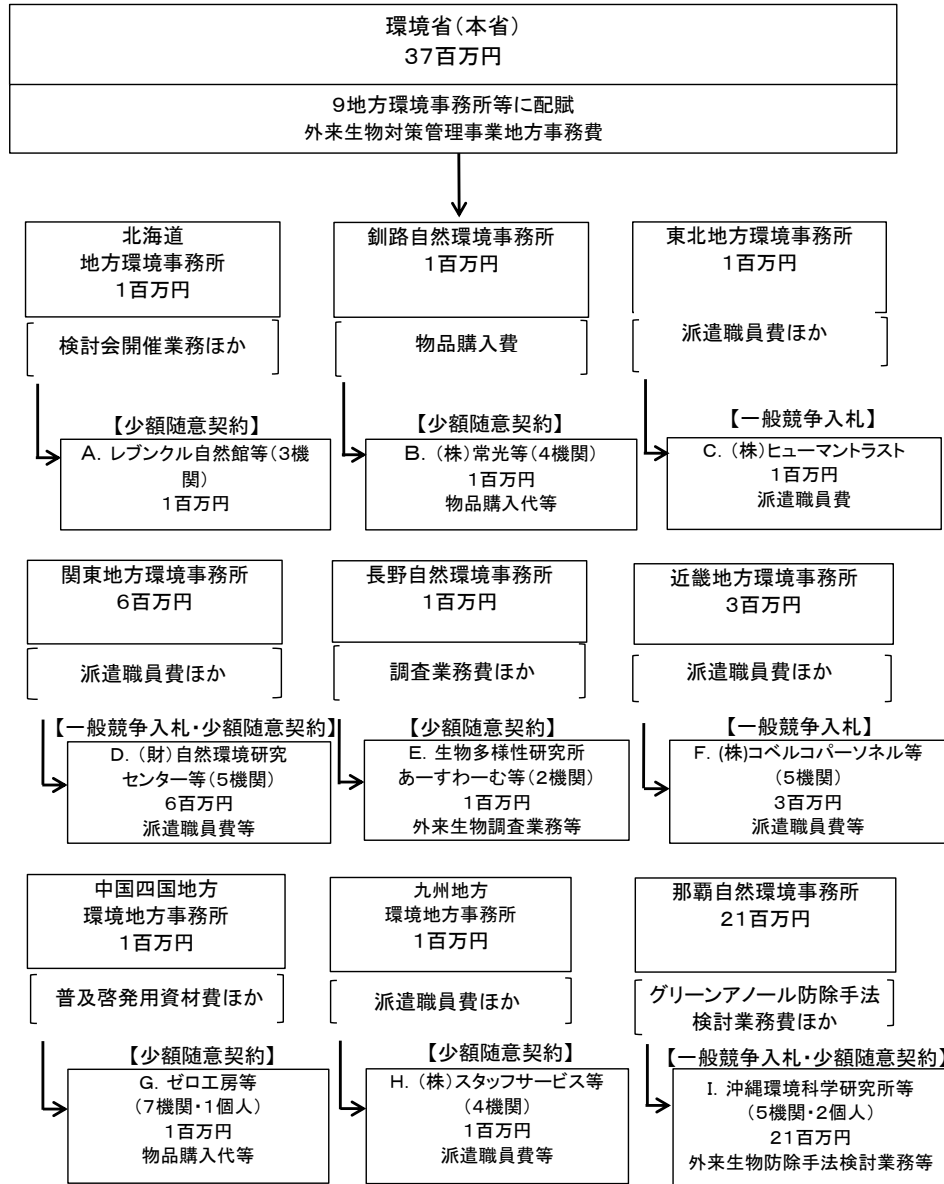 環境省(本省)
37百万円
9地方環境事務所等に配賦
外来生物対策管理事業地方事務費
北海道
地方環境事務所
1百万円
検討会開催業務ほか
【少額随意契約】
A. レブンクル自然館等(3機
関)
1百万円
釧路自然環境事務所
1百万円
物品購入費
【少額随意契約】
B. (株)常光等(4機関)
1百万円
物品購入代等
東北地方環境事務所
1百万円
派遣職員費ほか
【一般競争入札】
C. (株)ヒューマントラスト
1百万円
派遣職員費
関東地方環境事務所
6百万円
派遣職員費ほか
【一般競争入札・少額随意契約】
D. (財)自然環境研究
センター等(5機関)
6百万円
派遣職員費等
長野自然環境事務所
1百万円
調査業務費ほか
【少額随意契約】
E. 生物多様性研究所
あーすわーむ等(2機関)
1百万円
外来生物調査業務等
近畿地方環境事務所
3百万円
派遣職員費ほか
【一般競争入札】
F. (株)コベルコパーソネル等
(5機関)
3百万円
派遣職員費等
中国四国地方
環境地方事務所
1百万円
普及啓発用資材費ほか
【少額随意契約】
G. ゼロ工房等
(7機関・1個人)
1百万円
物品購入代等
九州地方
環境地方事務所
1百万円
派遣職員費ほか
【少額随意契約】
H. (株)スタッフサービス等
(4機関)
1百万円
派遣職員費等
那覇自然環境事務所
21百万円
グリーンアノール防除手法
検討業務費ほか
【一般競争入札・少額随意契約】
I. 沖縄環境科学研究所等
(5機関・2個人)
21百万円
外来生物防除手法検討業務等